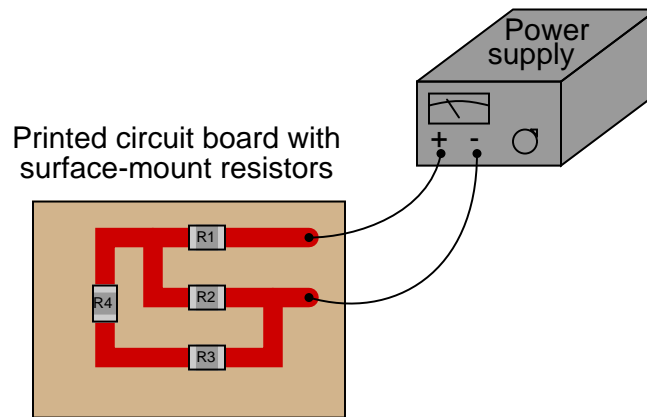 Power
supply
+ -
Printed circuit board with
surface-mount resistors
R1
R4
R2
R3